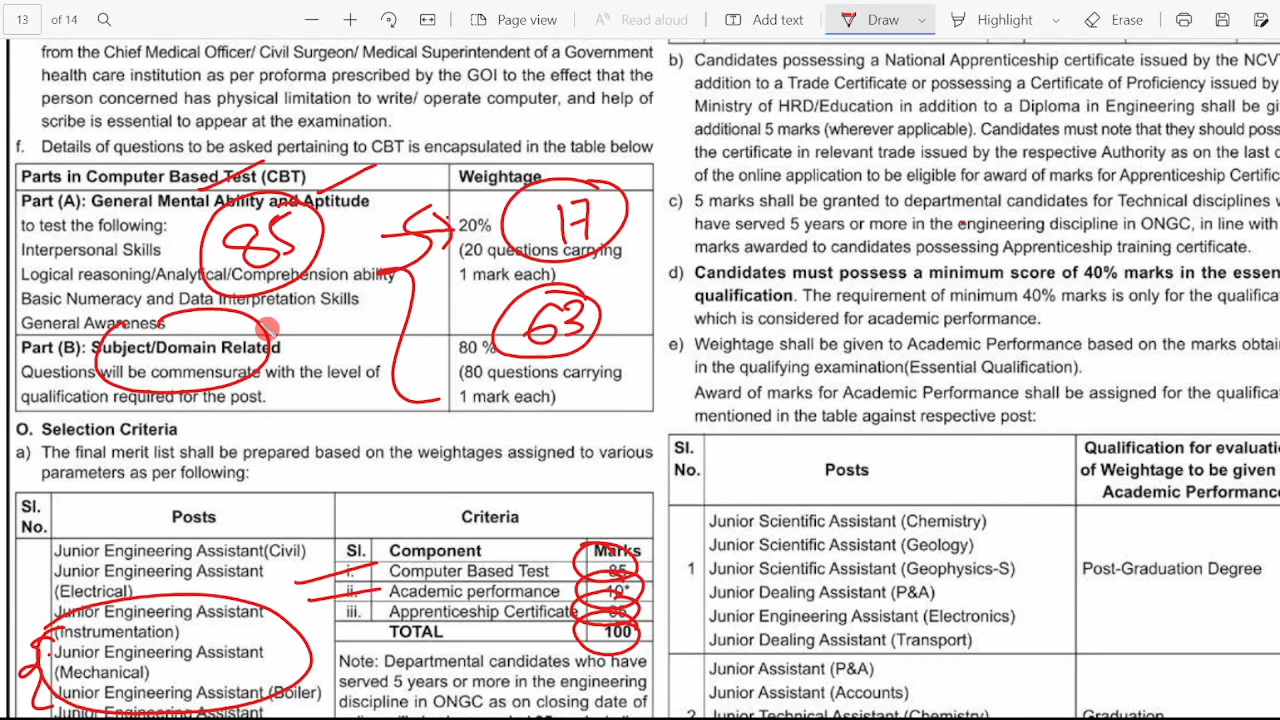 13 of 14 Page view Read aloud Add text Draw Highlight Erase
from the Chief Medical Officer/ Civil Surgeon/ Medical Superintendent of a Government
health care institution as per proforma prescribed by the GOI to the effect that the
person concerned has physical limitation to write/ operate computer, and help of
scribe is essential to appear at the examination.
f. Details of questions to be asked pertaining to CBT is encapsulated in the table below
Parts in Computer Based Test (CBT) Weightage
Part (A): General Mental Ability and Aptitude
to test the following: 20%
Interpersonal Skills (20 questions carrying
Logical reasoning/Analytical/Comprehension ability 1 mark each)
Basic Numeracy and Data Interpretation Skills
General Awareness
85
17
63
Part (B): Subject/Domain Related 80 %
Questions will be commensurate with the level of (80 questions carrying
qualification required for the post. 1 mark each)
O. Selection Criteria
a) The final merit list shall be prepared based on the weightages assigned to various
parameters as per following:
Sl. No. Posts Criteria
Junior Engineering Assistant(Civil)
Junior Engineering Assistant
(Electrical)
Junior Engineering Assistant
(Instrumentation)
Junior Engineering Assistant
(Mechanical)
Junior Engineering Assistant (Boiler)
Junior Engineering Assistant
Sl. Component Marks
i. Computer Based Test 85
ii. Academic performance 10*
iii. Apprenticeship Certificate
TOTAL 100
Note: Departmental candidates who have
served 5 years or more in the engineering
discipline in ONGC as on closing date of
b) Candidates possessing a National Apprenticeship certificate issued by the NCV
addition to a Trade Certificate or possessing a Certificate of Proficiency issued by
Ministry of HRD/Education in addition to a Diploma in Engineering shall be gi
additional 5 marks (wherever applicable). Candidates must note that they should poss
the certificate in relevant trade issued by the respective Authority as on the last
of the online application to be eligible for award of marks for Apprenticeship Certific
c) 5 marks shall be granted to departmental candidates for Technical disciplines
have served 5 years or more in the engineering discipline in ONGC, in line with
marks awarded to candidates possessing Apprenticeship training certificate.
d) Candidates must possess a minimum score of 40% marks in the essen
qualification. The requirement of minimum 40% marks is only for the qualifica
which is considered for academic performance.
e) Weightage shall be given to Academic Performance based on the marks obtai
in the qualifying examination(Essential Qualification).
Award of marks for Academic Performance shall be assigned for the qualifica
mentioned in the table against respective post:
Sl. No. Posts Qualification for evaluati
of Weightage to be given
Academic Performance
1 Post-Graduation Degree
Junior Scientific Assistant (Chemistry)
Junior Scientific Assistant (Geology)
Junior Scientific Assistant (Geophysics-S)
Junior Dealing Assistant (P&A)
Junior Engineering Assistant (Electronics)
Junior Dealing Assistant (Transport)
2 Graduation
Junior Assistant (P&A)
Junior Assistant (Accounts)
Junior Technical Assistant (Chemistry)